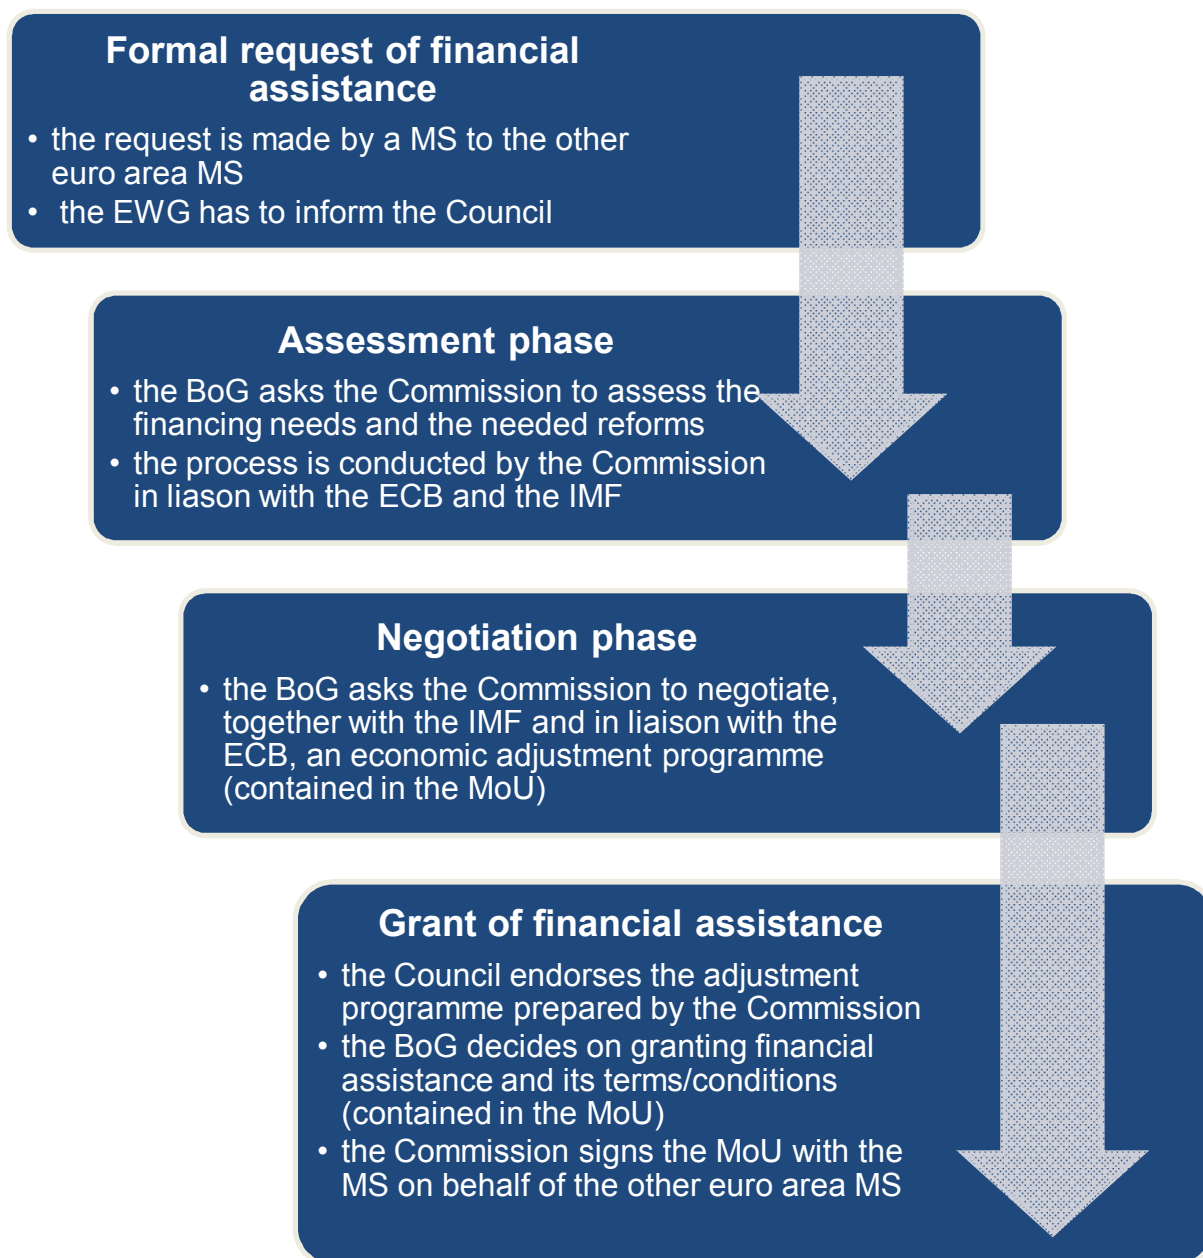 Formal request of financial
assistance
• the request is made by a MS to the other
euro area MS
• the EWG has to inform the Council
Assessment phase
• the BoG asks the Commission to assess the
financing needs and the needed reforms
• the process is conducted by the Commission
in liason with the ECB and the IMF
Negotiation phase
• the BoG asks the Commission to negotiate,
together with the IMF and in liaison with the
ECB, an economic adjustment programme
(contained in the MoU)
Grant of financial assistance
• the Council endorses the adjustment
programme prepared by the Commission
• the BoG decides on granting financial
assistance and its terms/conditions
(contained in the MoU)
• the Commission signs the MoU with the
MS on behalf of the other euro area MS